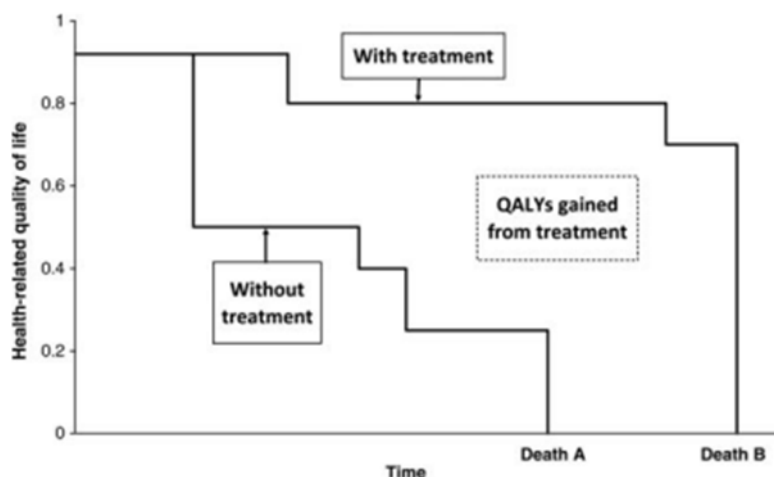 1
With treatment
0.8
Health-related quality of life
0.6
QALYs gained
from treatment
0.4
Without
treatment
0.2
0
Death A
Death B
Time